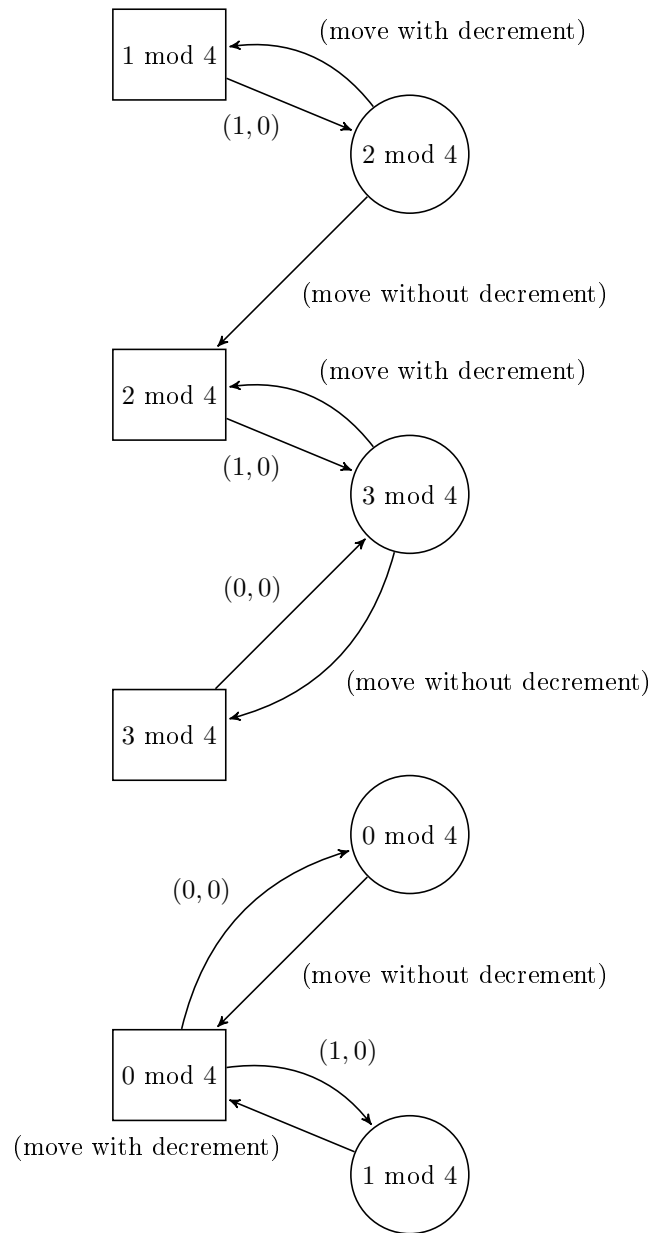 (move with decrement)
1 mod 4
(1, 0)
2 mod 4
(move without decrement)
(move with decrement)
2 mod 4
(1, 0)
3 mod 4
(0, 0)
(move without decrement)
3 mod 4
0 mod 4
(0, 0)
(move without decrement)
(1, 0)
0 mod 4
(move with decrement)
1 mod 4